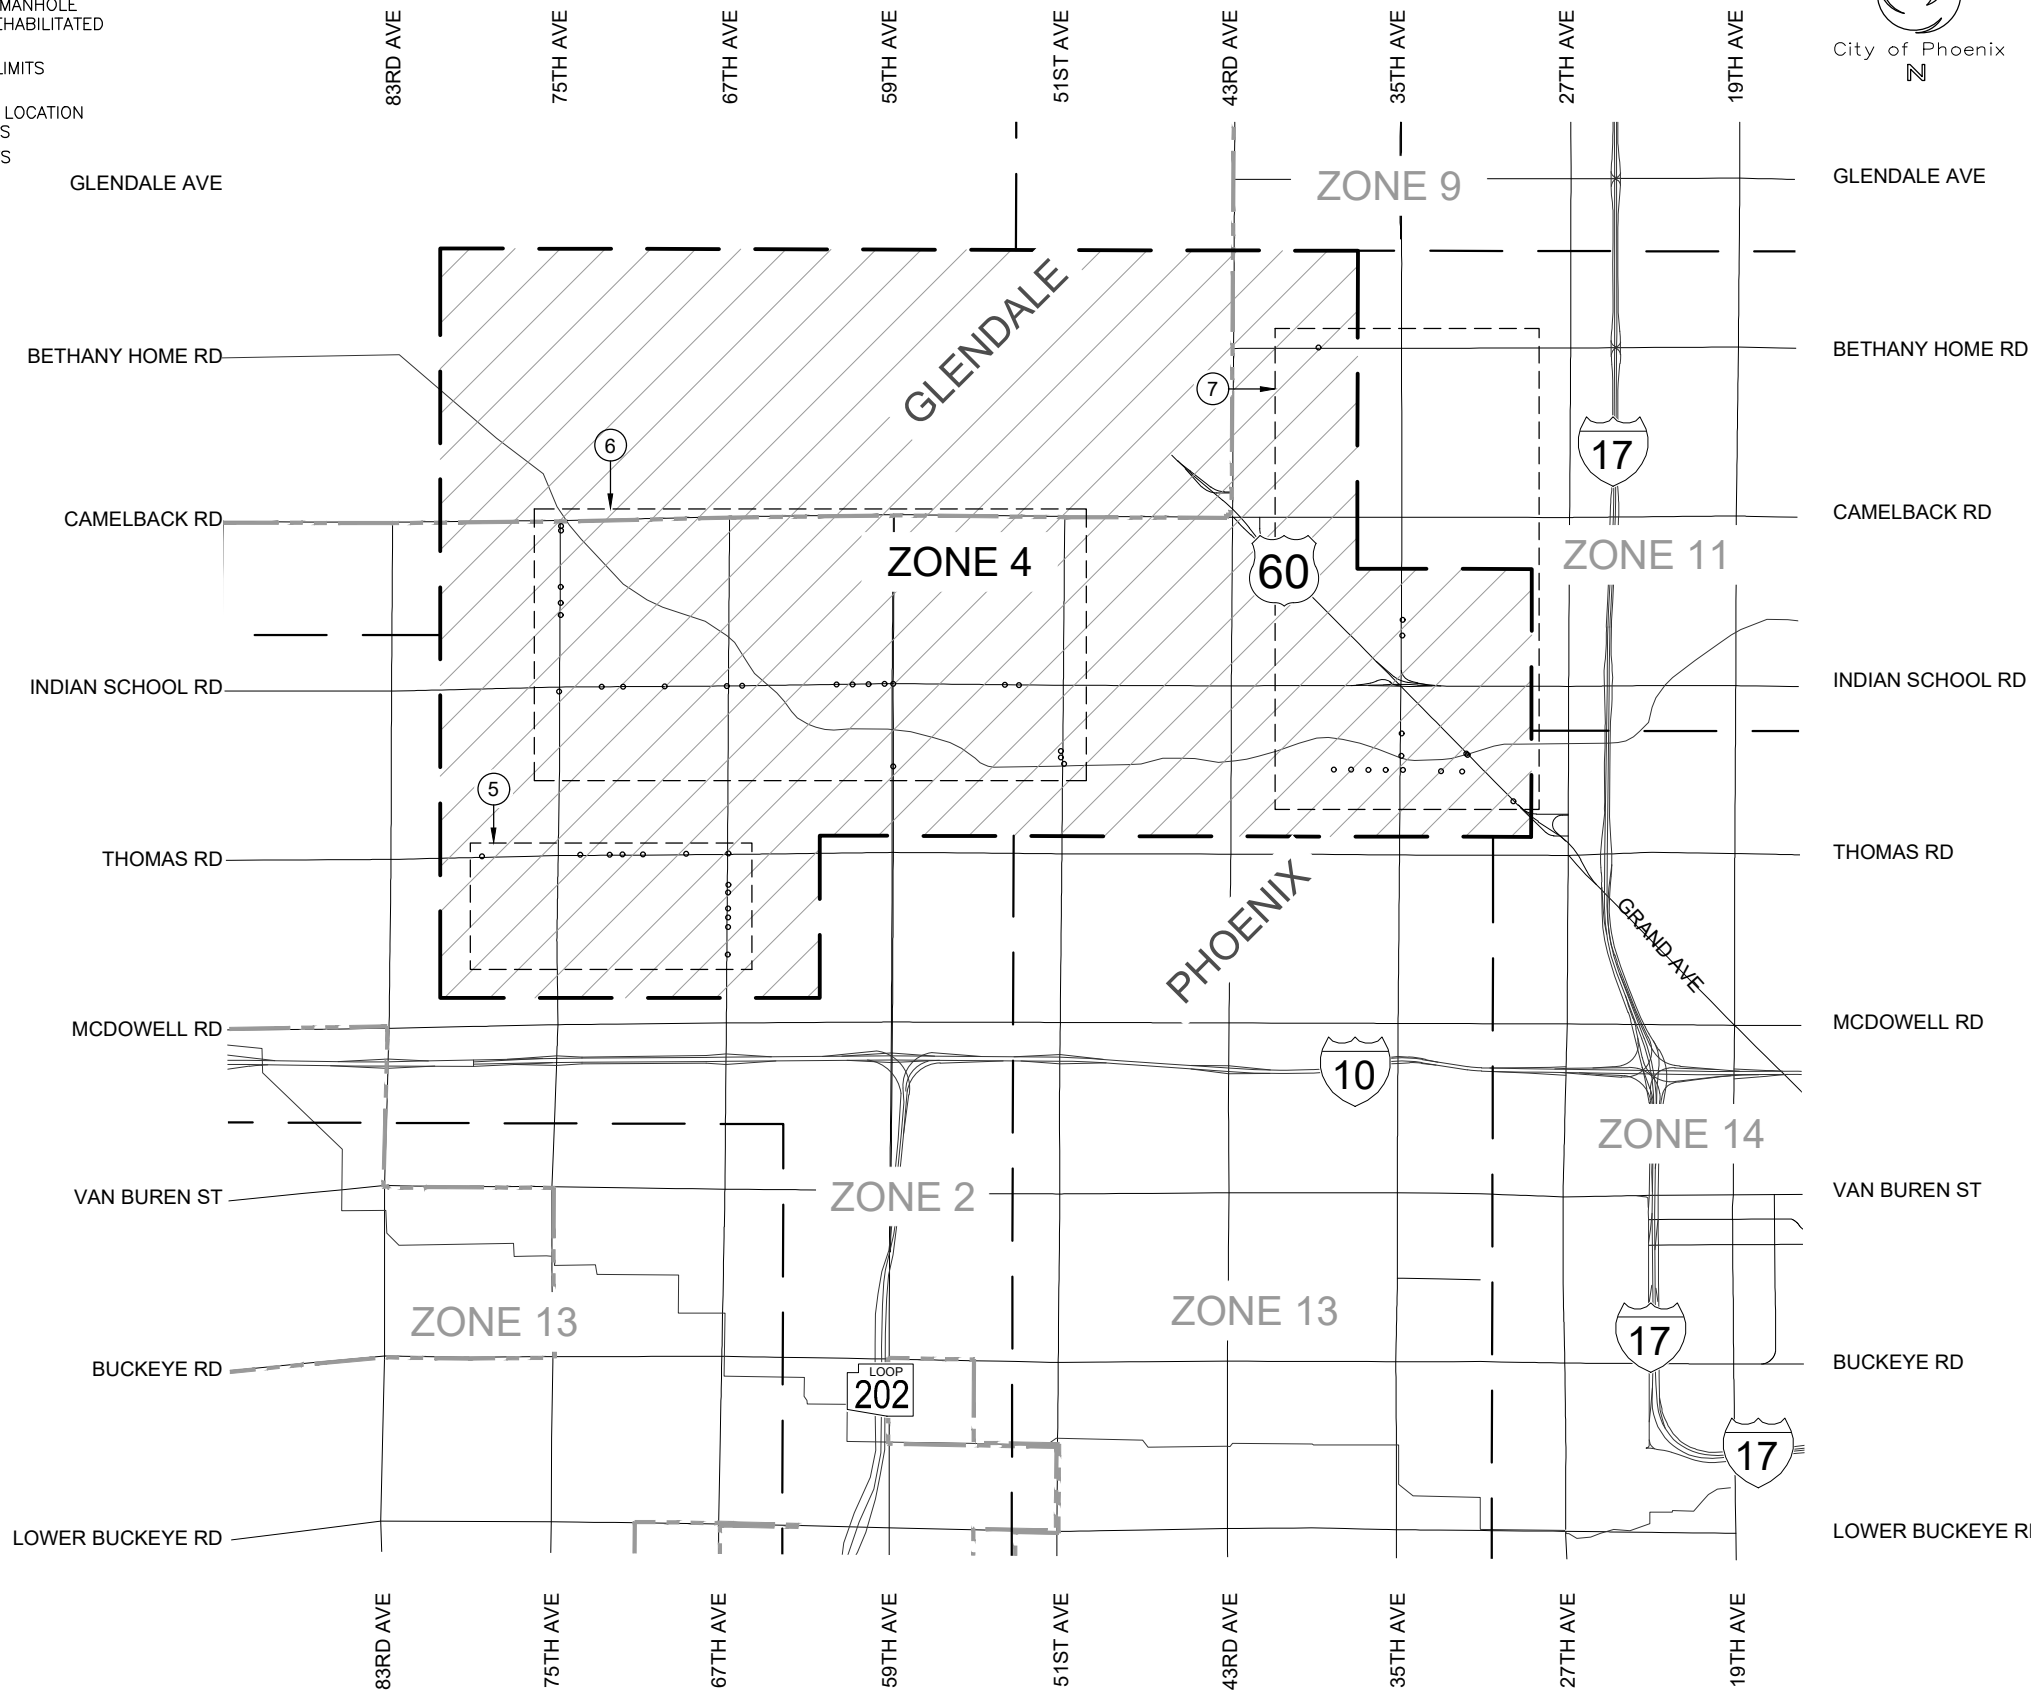 MANHOLE
LIMITS
LOCATION
83RD AVE
75TH AVE
67TH AVE
59TH AVE
51ST AVE
43RD AVE
35TH AVE
27TH AVE
19TH AVE
City of Phoenix
N
GLENDALE AVE
ZONE 9
GLENDALE AVE
GLENDALE
BETHANY HOME RD
BETHANY HOME RD
7
6
17
CAMELBACK RD
CAMELBACK RD
ZONE 4
60
ZONE 11
INDIAN SCHOOL RD
INDIAN SCHOOL RD
5
THOMAS RD
THOMAS RD
PHOENIX
GRAND AVE
MCDOWELL RD
MCDOWELL RD
10
ZONE 14
VAN BUREN ST
ZONE 2
VAN BUREN ST
ZONE 13
ZONE 13
17
BUCKEYE RD
BUCKEYE RD
LOOP
202
17
LOWER BUCKEYE RD
LOWER BUCKEYE R
83RD AVE
75TH AVE
67TH AVE
59TH AVE
51ST AVE
43RD AVE
35TH AVE
27TH AVE
19TH AVE